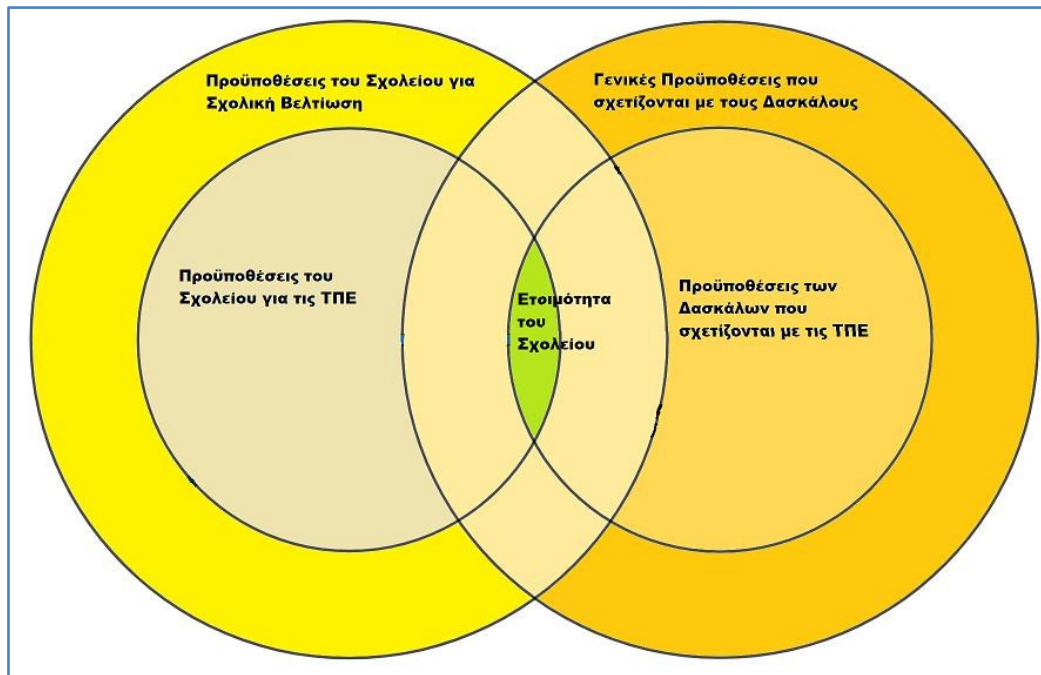 Προϋποθέσεις του Σχολείου για
Σχολική Βελτίωση
Γενικές Προϋποθέσεις που
σχετίζονται με τους Δασκάλους
Προϋποθέσεις του
Σχολείου για τις ΤΠΕ
Ετοιμότητα
του
Σχολείου
Προϋποθέσεις των
Δασκάλων που
σχετίζονται με τις ΤΠΕ